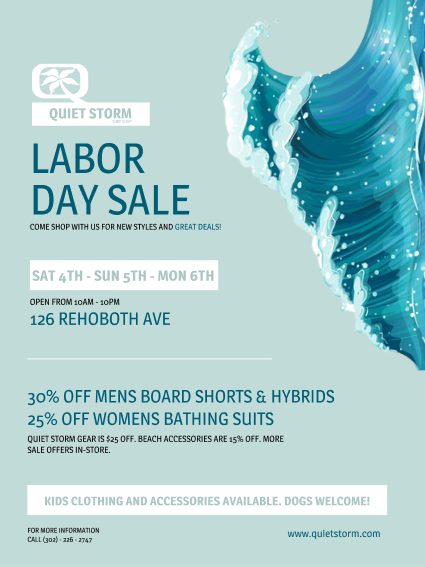 QUIET STORM
LABOR
DAY SALE
COME SHOP WITH US FOR NEW STYLES AND GREAT DEALS!
SAT 4TH - SUN 5TH - MON 6TH
OPEN FROM 10AM - 10PM
126 REHOBOTH AVE
30% OFF MENS BOARD SHORTS & HYBRIDS
25% OFF WOMENS BATHING SUITS
QUIET STORM GEAR IS $25 OFF. BEACH ACCESSORIES ARE 15% OFF. MORE
SALE OFFERS IN-STORE.
KIDS CLOTHING AND ACCESSORIES AVAILABLE. DOGS WELCOME!
FOR MORE INFORMATION
CALL (302) - 226 - 2747
www.quietstorm.com